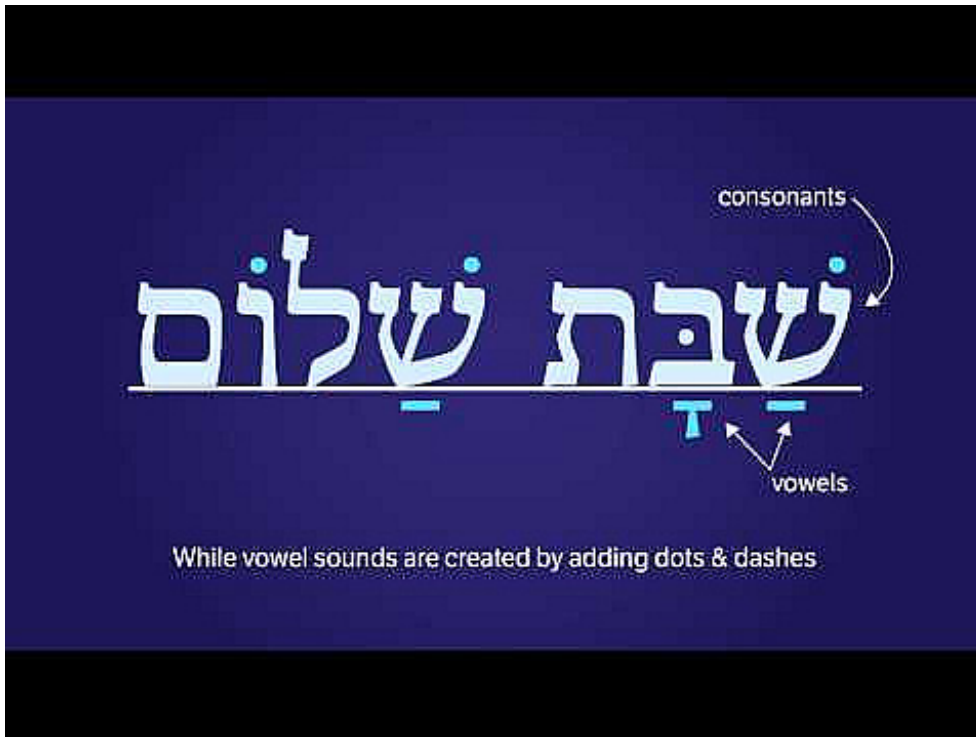 consonants
שַׁבָּת שַׁלוֹם
vowels
While vowel sounds are created by adding dots & dashes